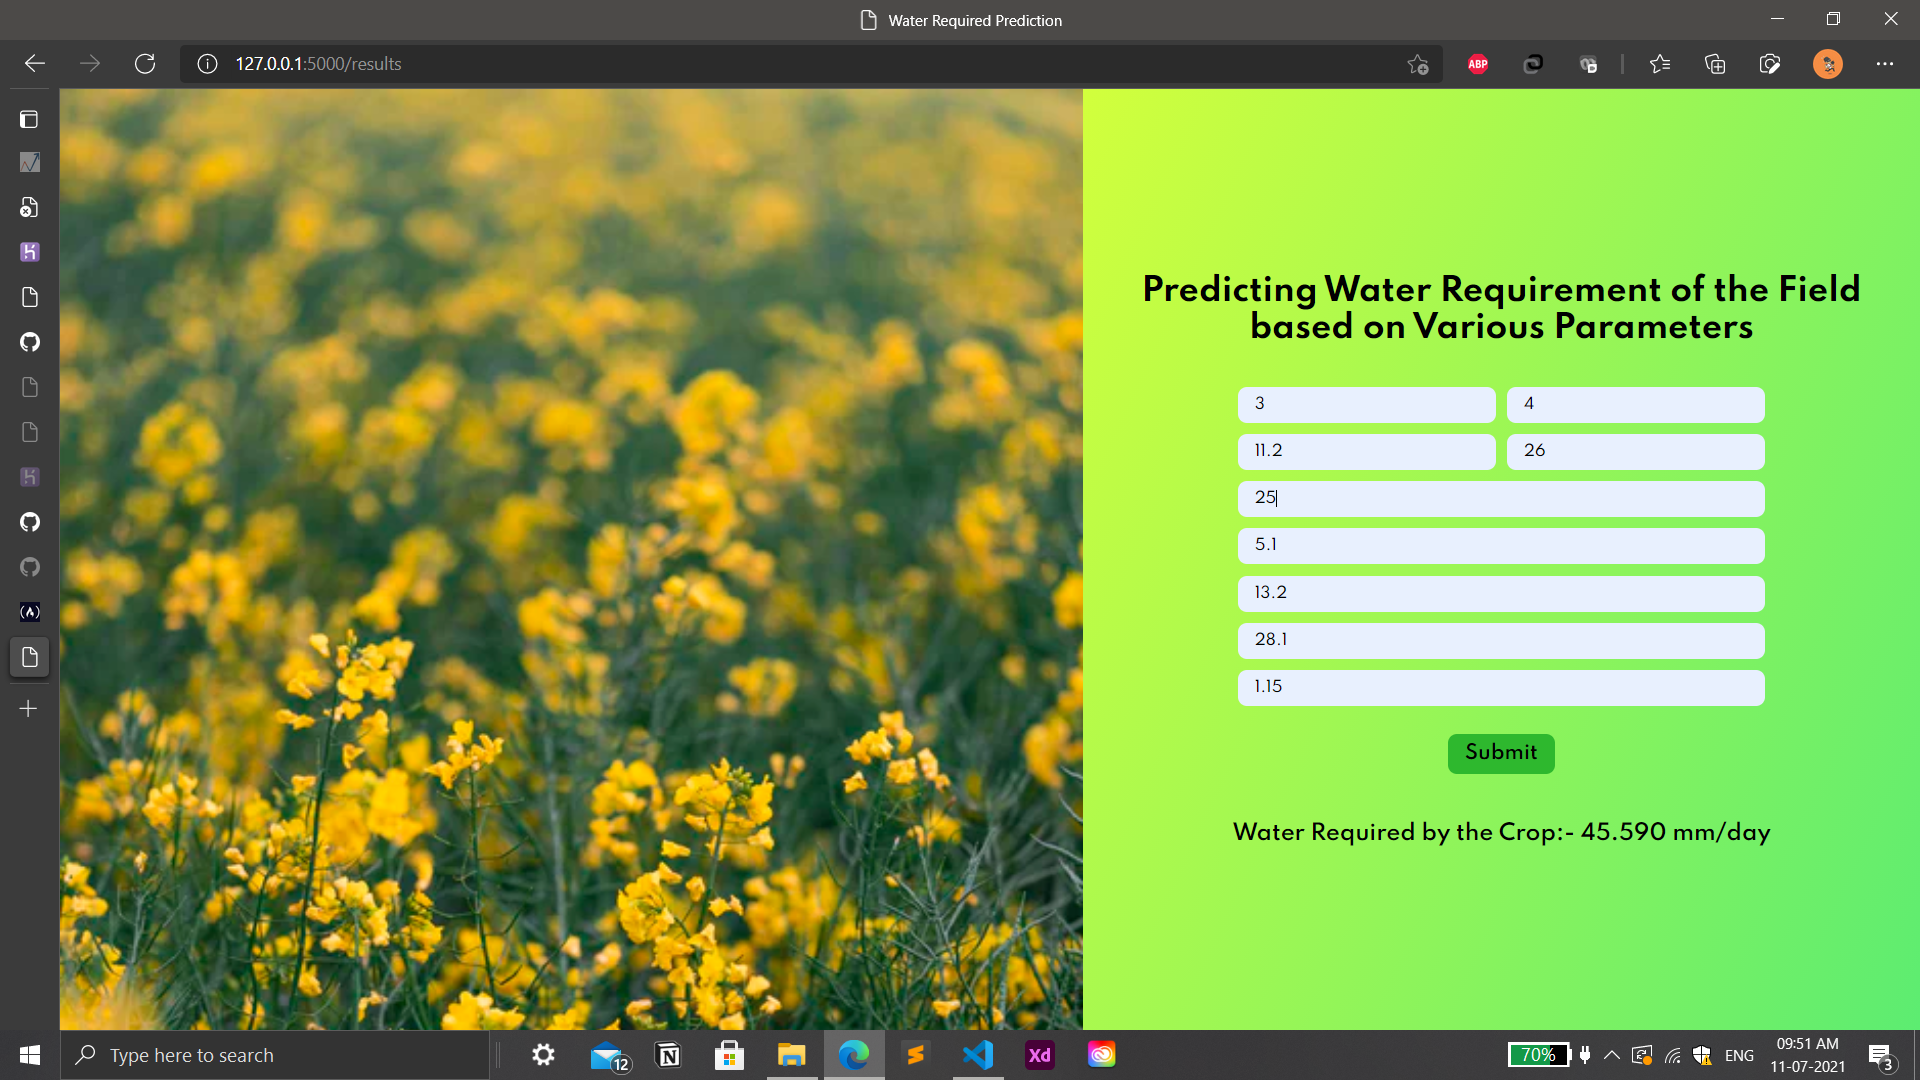 Water Required Prediction
127.0.0.1:5000/results
ABP
Predicting Water Requirement of the Field
based on Various Parameters
3
4
11.2
26
25
5.1
13.2
28.1
1.15
Submit
Water Required by the Crop:- 45.590 mm/day
Type here to search
12
Xd
70%
ENG
09:51 AM
11-07-2021
3